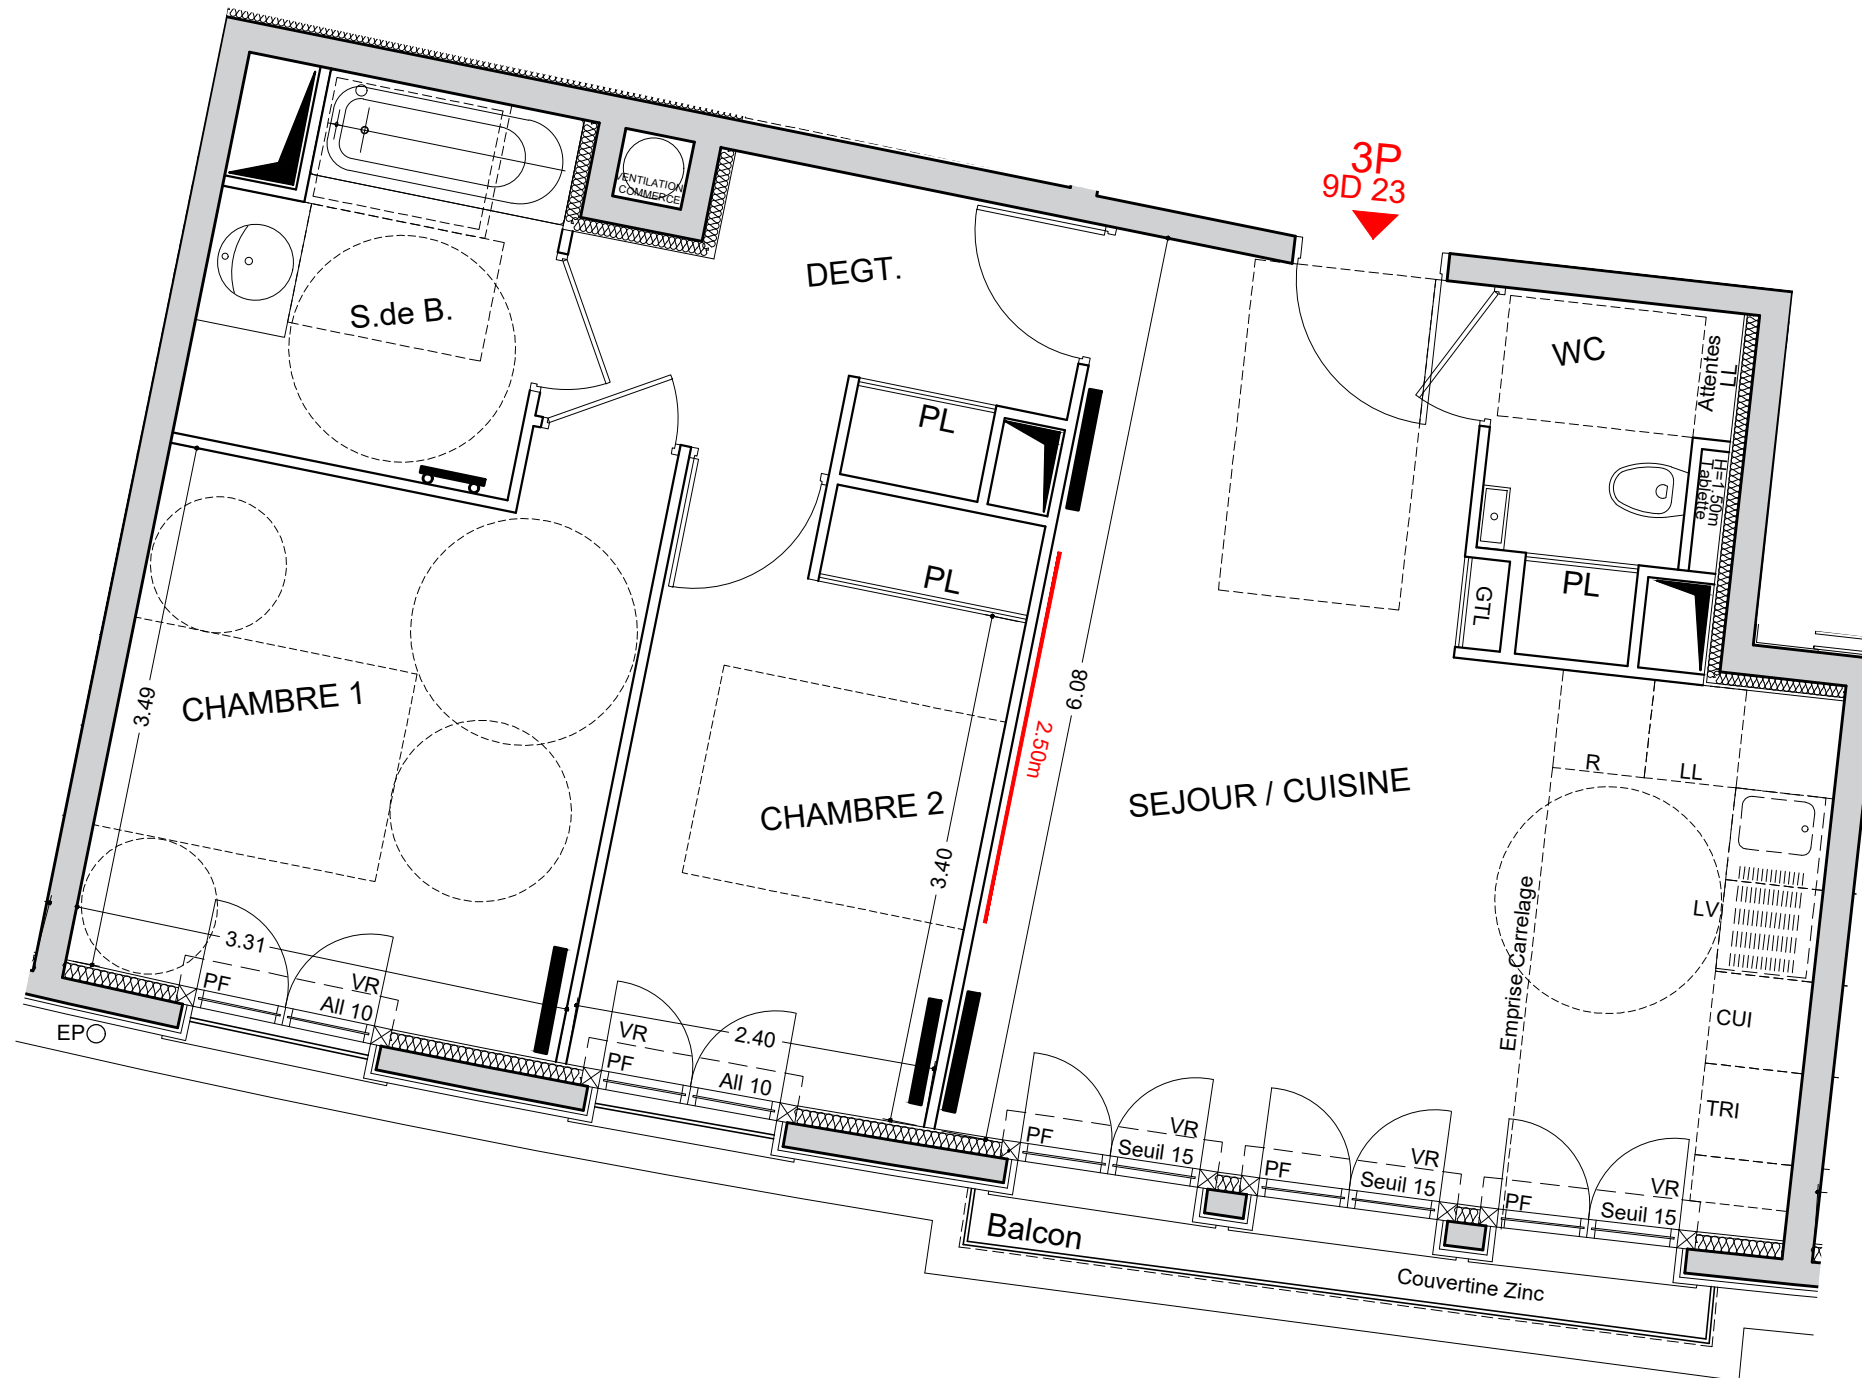 3P
9D 23
VENTILATION
COMMERCE
DEGT.
S.de B.
WC
Attentes
LL
PL
H=1.50m
Tablette
PL
PL
GTL
CHAMBRE 1
3.49
6.08
2.50m
CHAMBRE 2
SEJOUR / CUISINE
R
LL
3.40
LV
Emprise Carrelage
3.31
PF
VR
All 10
EP
VR
PF
2.40
All 10
CUI
TRI
PF
VR
Seuil 15
PF
VR
Seuil 15
PF
VR
Seuil 15
Balcon
Couvertine Zinc